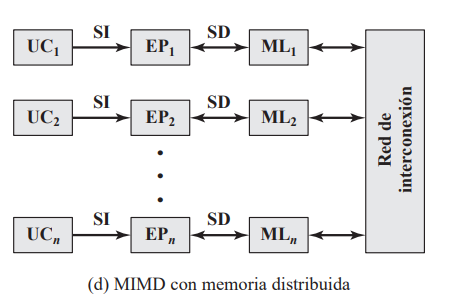 SI SD
UC1 EP1 ML1
SI SD
UC2 EP2 ML2
SI SD
UCn EPn MLn
Red de
interconexión
(d) MIMD con memoria distribuida